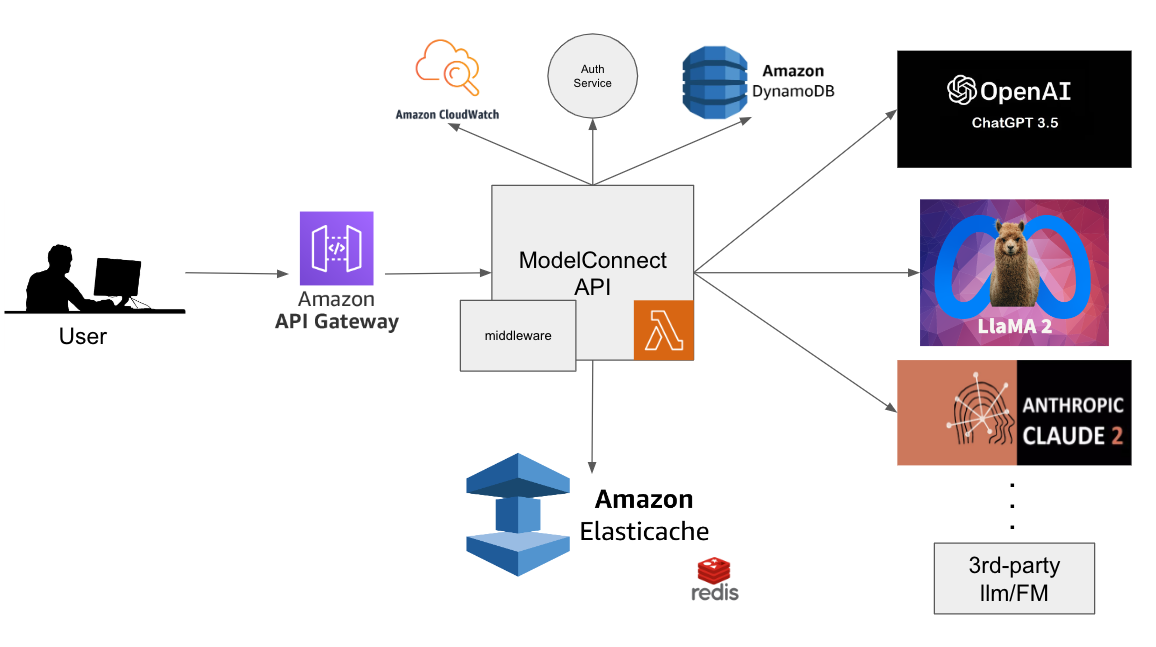 Amazon CloudWatch
Auth
Service
Amazon
DynamoDB
OpenAI
ChatGPT 3.5
User
</>
Amazon
API Gateway
ModelConnect
API
middleware
LlaMA 2
ANTHROPIC
CLAUDE 2
Amazon
Elasticache
redis
3rd-party
llm/FM